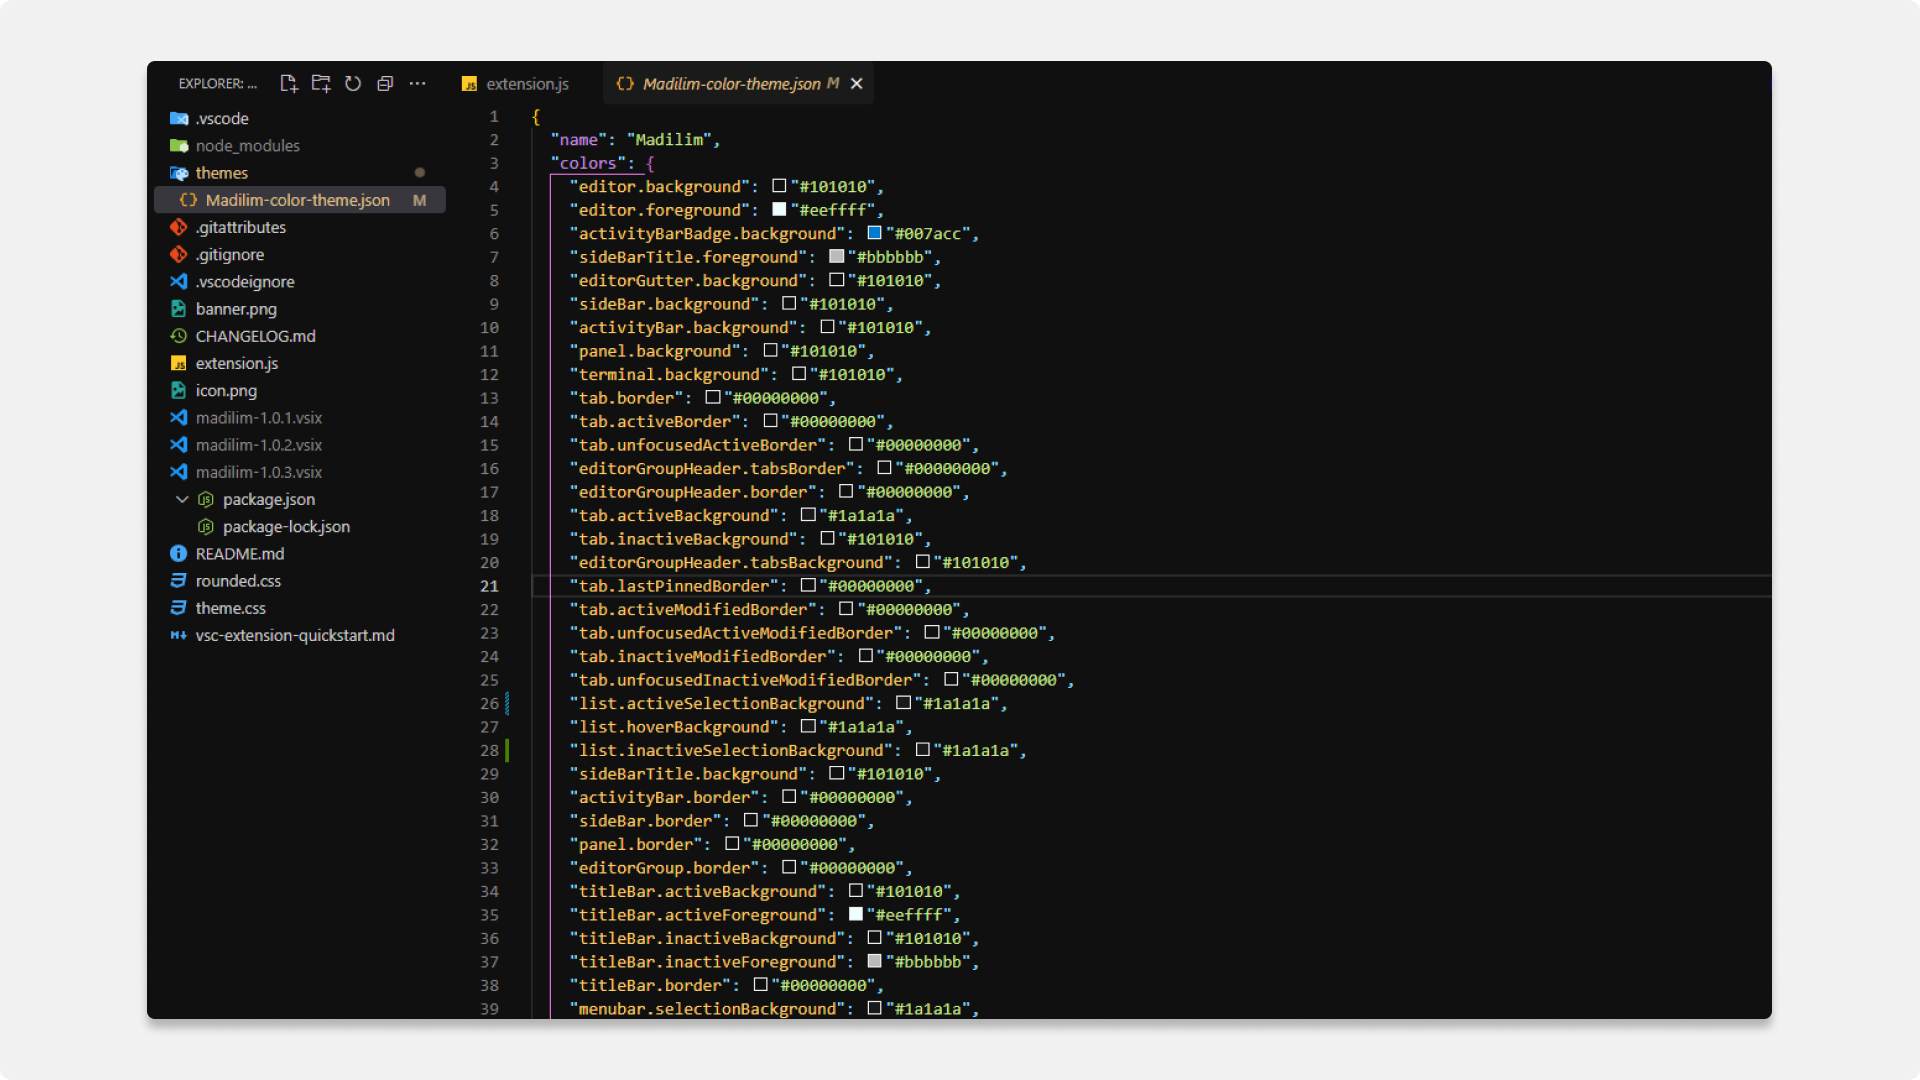 EXPLORER: ...
.vscode
node_modules
themes
Madilim-color-theme.json M
.gitattributes
.gitignore
.vscodeignore
banner.png
CHANGELOG.md
extension.js
icon.png
madilim-1.0.1.vsix
madilim-1.0.2.vsix
madilim-1.0.3.vsix
package.json
package-lock.json
README.md
rounded.css
theme.css
vsc-extension-quickstart.md
JS extension.js
{} Madilim-color-theme.json M
1 {
2 "name": "Madilim",
3 "colors": {
4 "editor.background": "#101010",
5 "editor.foreground": "#eeffff",
6 "activityBarBadge.background": "#007acc",
7 "sideBarTitle.foreground": "#bbbbbb",
8 "editorGutter.background": "#101010",
9 "sideBar.background": "#101010",
10 "activityBar.background": "#101010",
11 "panel.background": "#101010",
12 "terminal.background": "#101010",
13 "tab.border": "#00000000",
14 "tab.activeBorder": "#00000000",
15 "tab.unfocusedActiveBorder": "#00000000",
16 "editorGroupHeader.tabsBorder": "#00000000",
17 "editorGroupHeader.border": "#00000000",
18 "tab.activeBackground": "#1a1a1a",
19 "tab.inactiveBackground": "#101010",
20 "editorGroupHeader.tabsBackground": "#101010",
21 "tab.lastPinnedBorder": "#00000000",
22 "tab.activeModifiedBorder": "#00000000",
23 "tab.unfocusedActiveModifiedBorder": "#00000000",
24 "tab.inactiveModifiedBorder": "#00000000",
25 "tab.unfocusedInactiveModifiedBorder": "#00000000",
26 "list.activeSelectionBackground": "#1a1a1a",
27 "list.hoverBackground": "#1a1a1a",
28 "list.inactiveSelectionBackground": "#1a1a1a",
29 "sideBarTitle.background": "#101010",
30 "activityBar.border": "#00000000",
31 "sideBar.border": "#00000000",
32 "panel.border": "#00000000",
33 "editorGroup.border": "#00000000",
34 "titleBar.activeBackground": "#101010",
35 "titleBar.activeForeground": "#eeffff",
36 "titleBar.inactiveBackground": "#101010",
37 "titleBar.inactiveForeground": "#bbbbbb",
38 "titleBar.border": "#00000000",
39 "menubar.selectionBackground": "#1a1a1a",